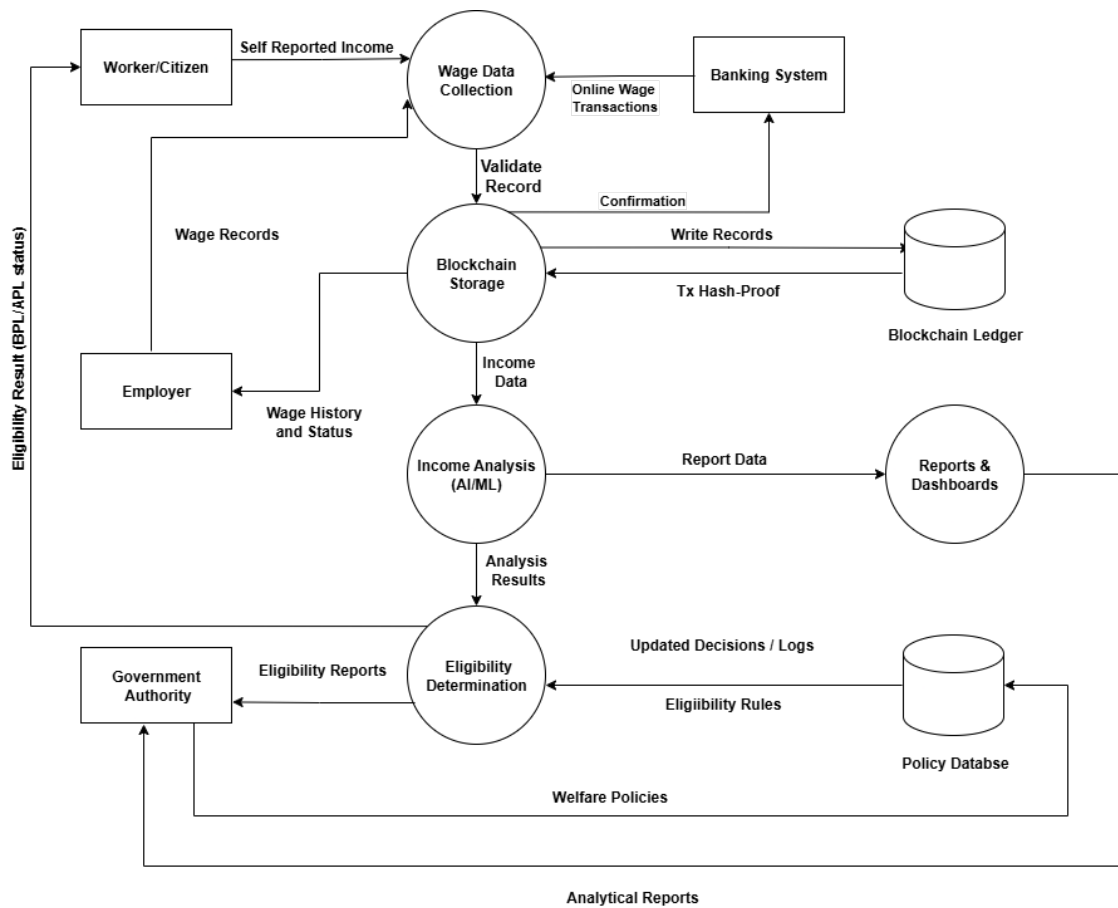 Self Reported Income
Worker/Citizen
Wage Data
Collection
Banking System
Online Wage
Transactions
Validate
Record
Confirmation
Wage Records
Write Records
Blockchain
Storage
Tx Hash-Proof
Blockchain Ledger
Eligibility Result (BPL/APL status)
Employer
Income
Data
Wage History
and Status
Income Analysis
(AI/ML)
Report Data
Reports &
Dashboards
Analysis
Results
Updated Decisions / Logs
Government
Authority
Eligibility Reports
Eligibility
Determination
Eligiibility Rules
Policy Databse
Welfare Policies
Analytical Reports